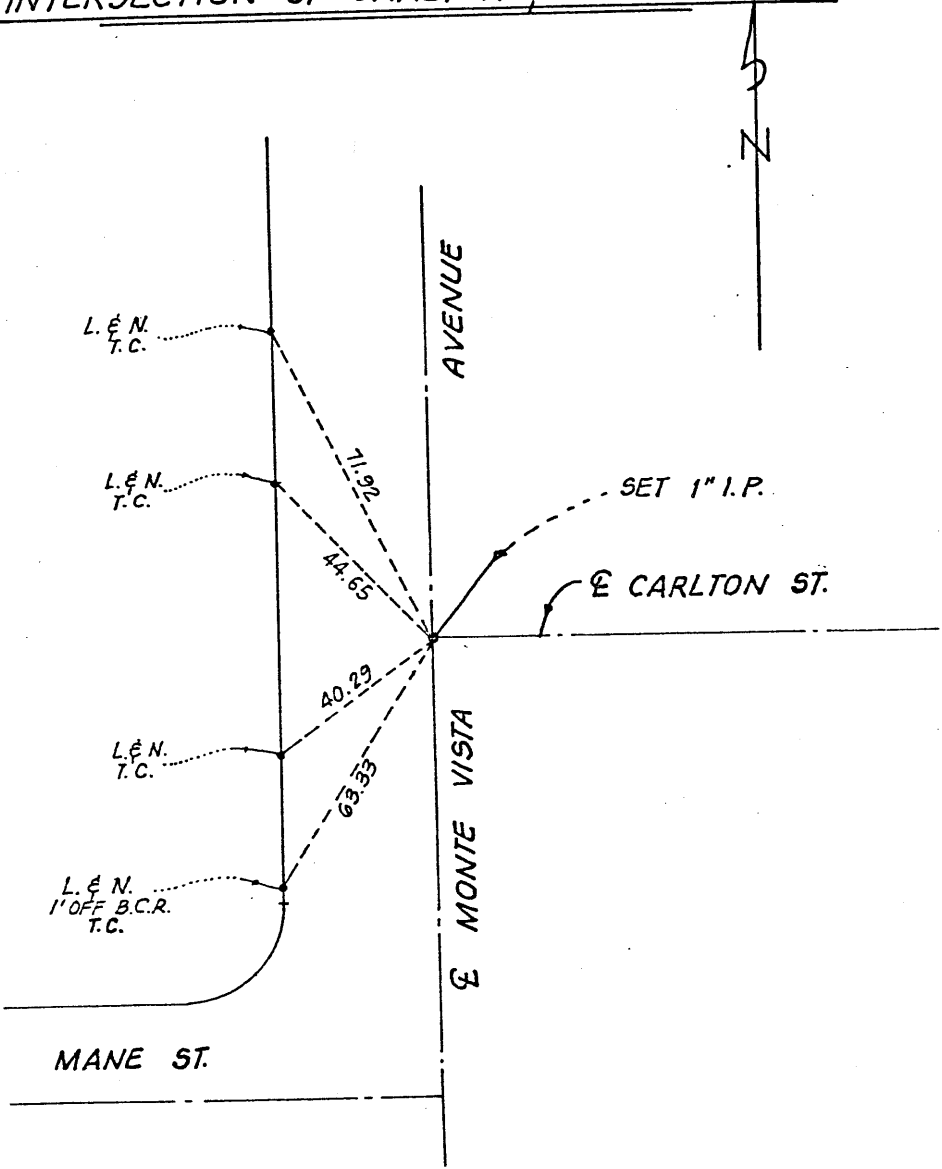 INTERSECTION OF
N
AVENUE
L. & N.
T.C.
71.92
L. & N.
T.C.
SET 1" I.P.
44.65
℄ CARLTON ST.
40.29
L. & N.
T.C.
63.33
℄ MONTE VISTA
L. & N.
1' OFF B.C.R.
T.C.
MANE ST.